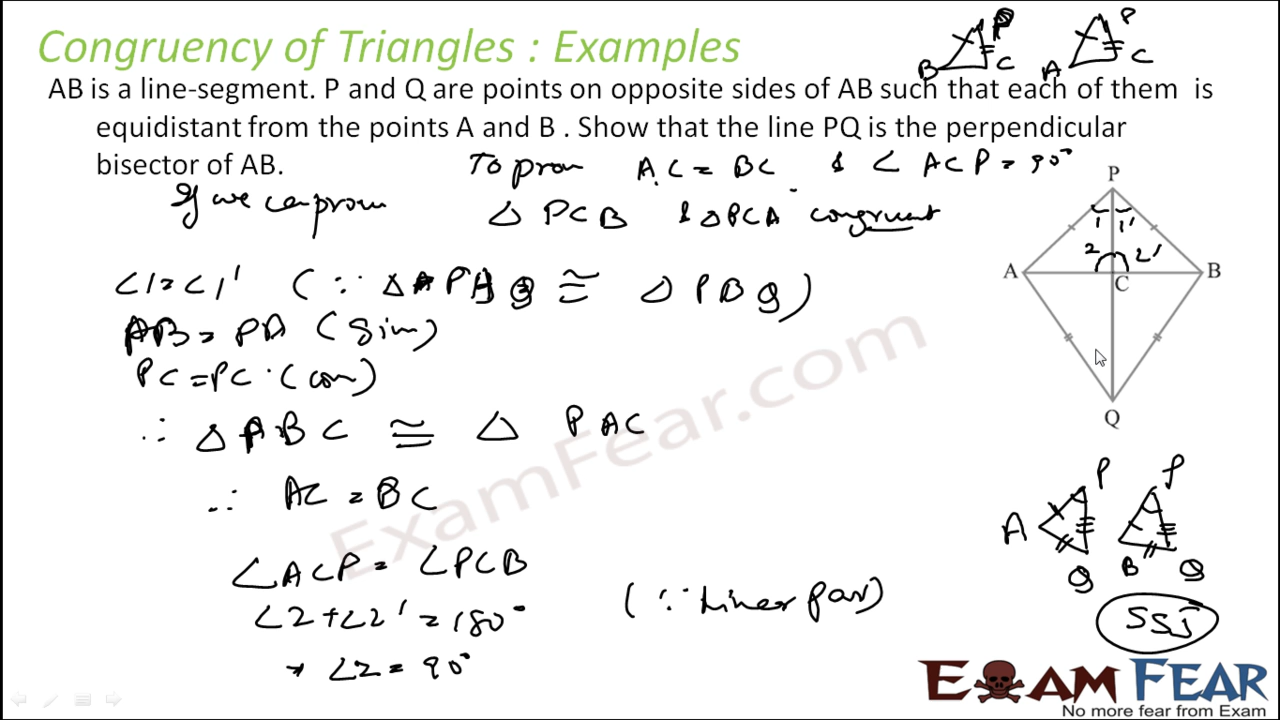 Congruency of Triangles : Examples
AB is a line-segment. P and Q are points on opposite sides of AB such that each of them is
equidistant from the points A and B . Show that the line PQ is the perpendicular
bisector of AB.
To prove AC = BC & ∠ ACP = 90°
If we can prove Δ PCB & Δ PCA congruent
∠1 = ∠1' ( ∵ Δ PAQ ≅ Δ PBQ )
PB = PA (Given)
PC = PC . (com)
∴ Δ PBC ≅ Δ PAC
∴ AC = BC
∠ACP = ∠PCB
∠2 + ∠2' = 180° ( ∵ Linear pair)
→ ∠2 = 90°
P
B C
P
A C
P
1 1'
2 2'
A C B
Q
A P Q
P B Q
SSS
ExamFear.com
EXAM FEAR
No more fear from Exam